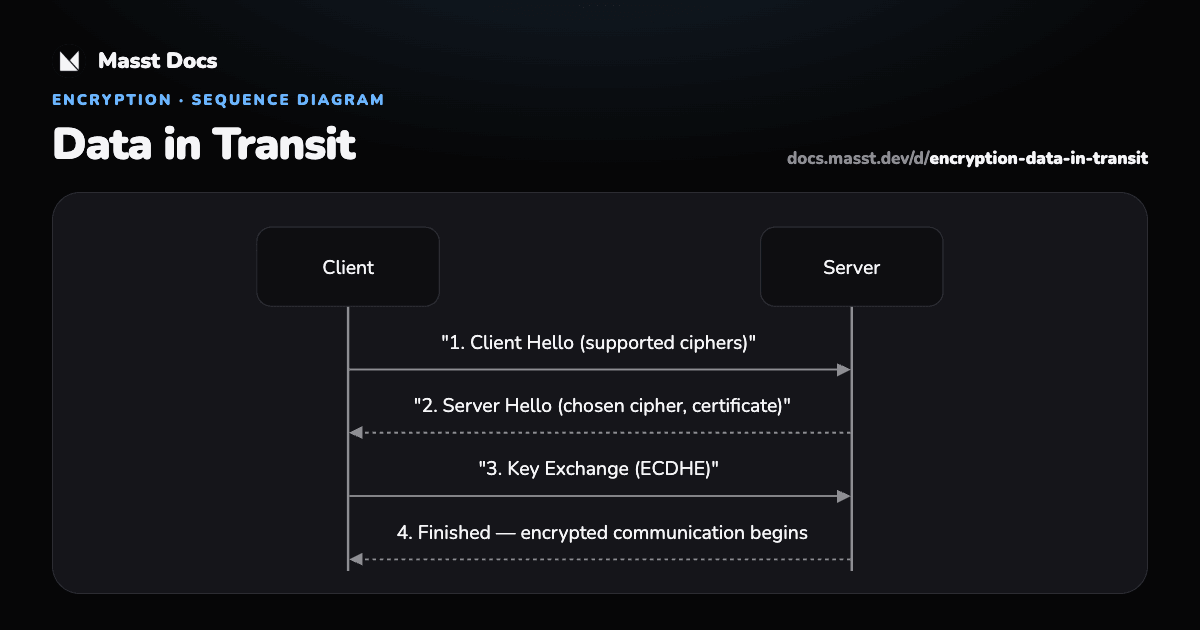 Masst Docs
ENCRYPTION · SEQUENCE DIAGRAM
Data in Transit
docs.masst.dev/d/encryption-data-in-transit
Client
Server
"1. Client Hello (supported ciphers)"
"2. Server Hello (chosen cipher, certificate)"
"3. Key Exchange (ECDHE)"
4. Finished — encrypted communication begins